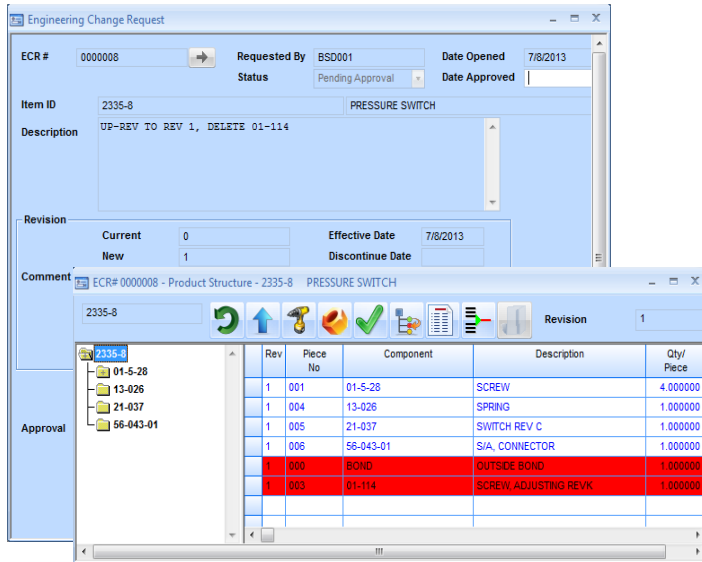 Engineering Change Request
ECR # 0000008 Requested By BSD001 Date Opened 7/8/2013
Status Pending Approval Date Approved
Item ID 2335-8 PRESSURE SWITCH
Description UP-REV TO REV 1, DELETE 01-114
Revision
Current 0 Effective Date 7/8/2013
New 1 Discontinue Date
Comment
Approval
ECR# 0000008 - Product Structure - 2335-8 PRESSURE SWITCH
2335-8 Revision 1
2335-8
01-5-28
13-026
21-037
56-043-01
Rev Piece No Component Description Qty/ Piece
1 001 01-5-28 SCREW 4.000000
1 004 13-026 SPRING 1.000000
1 005 21-037 SWITCH REV C 1.000000
1 006 56-043-01 S/A, CONNECTOR 1.000000
1 000 BOND OUTSIDE BOND 1.000000
1 003 01-114 SCREW, ADJUSTING REVK 1.000000